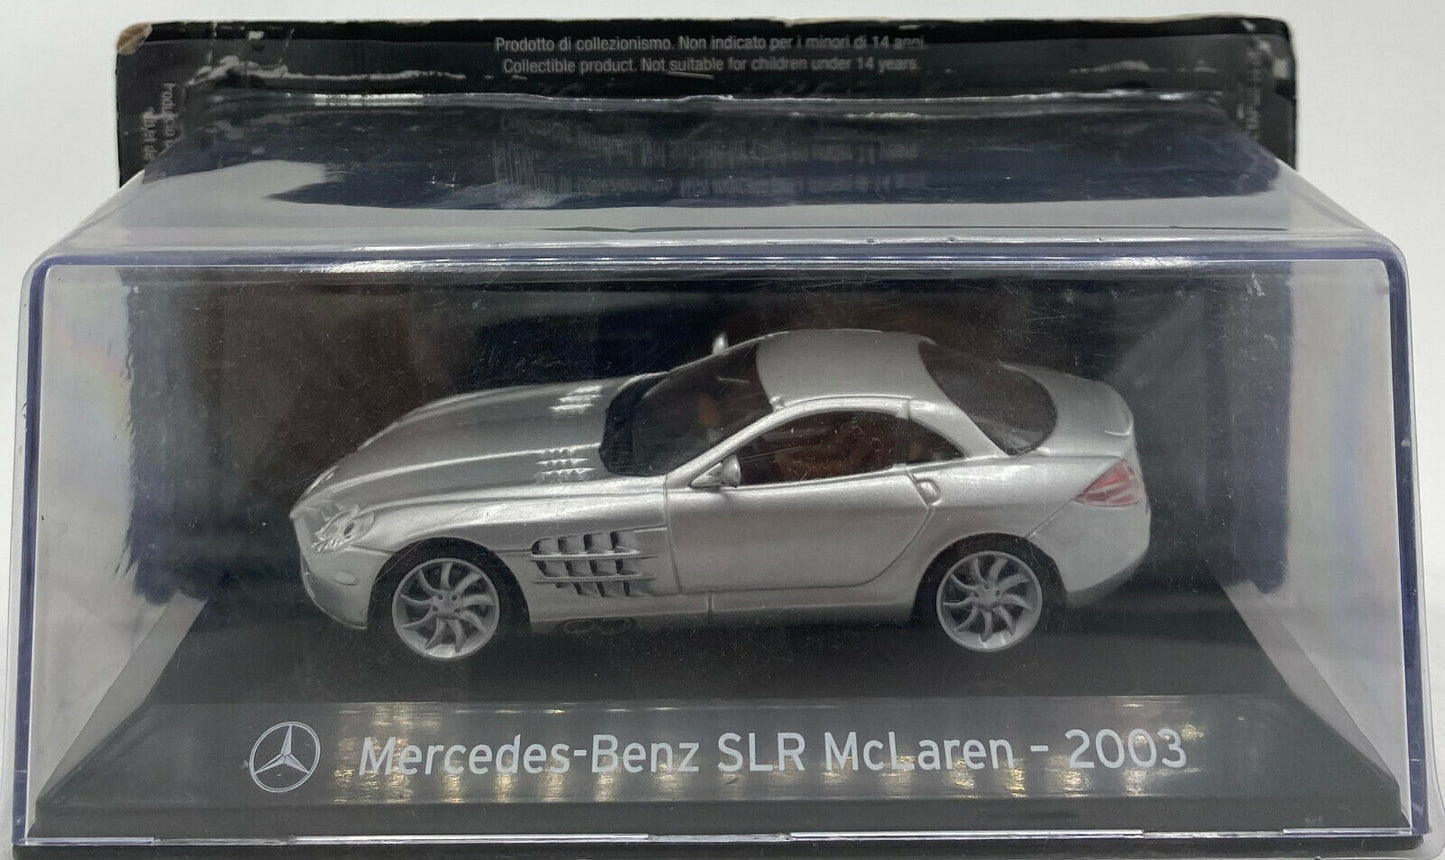 Prodotto di collezionismo. Non indicato per i minori di 14 anni.
Collectible product. Not suitable for children under 14 years.
Mercedes-Benz SLR McLaren - 2003